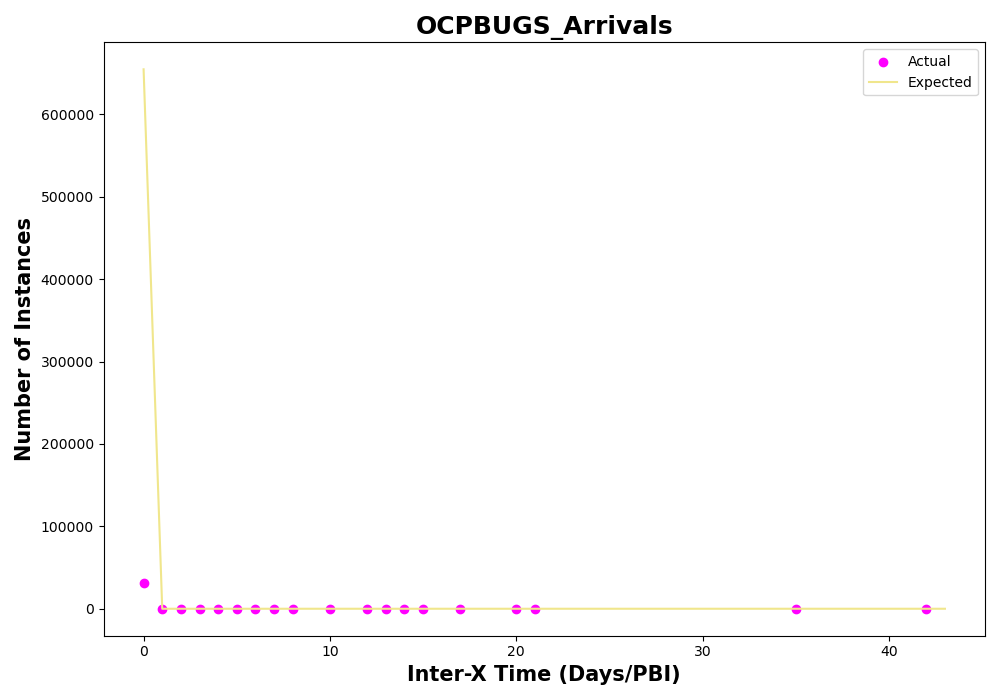 OCPBUGS_Arrivals
Actual
Expected
Number of Instances
600000
500000
400000
300000
200000
100000
0
0 10 20 30 40
Inter-X Time (Days/PBI)